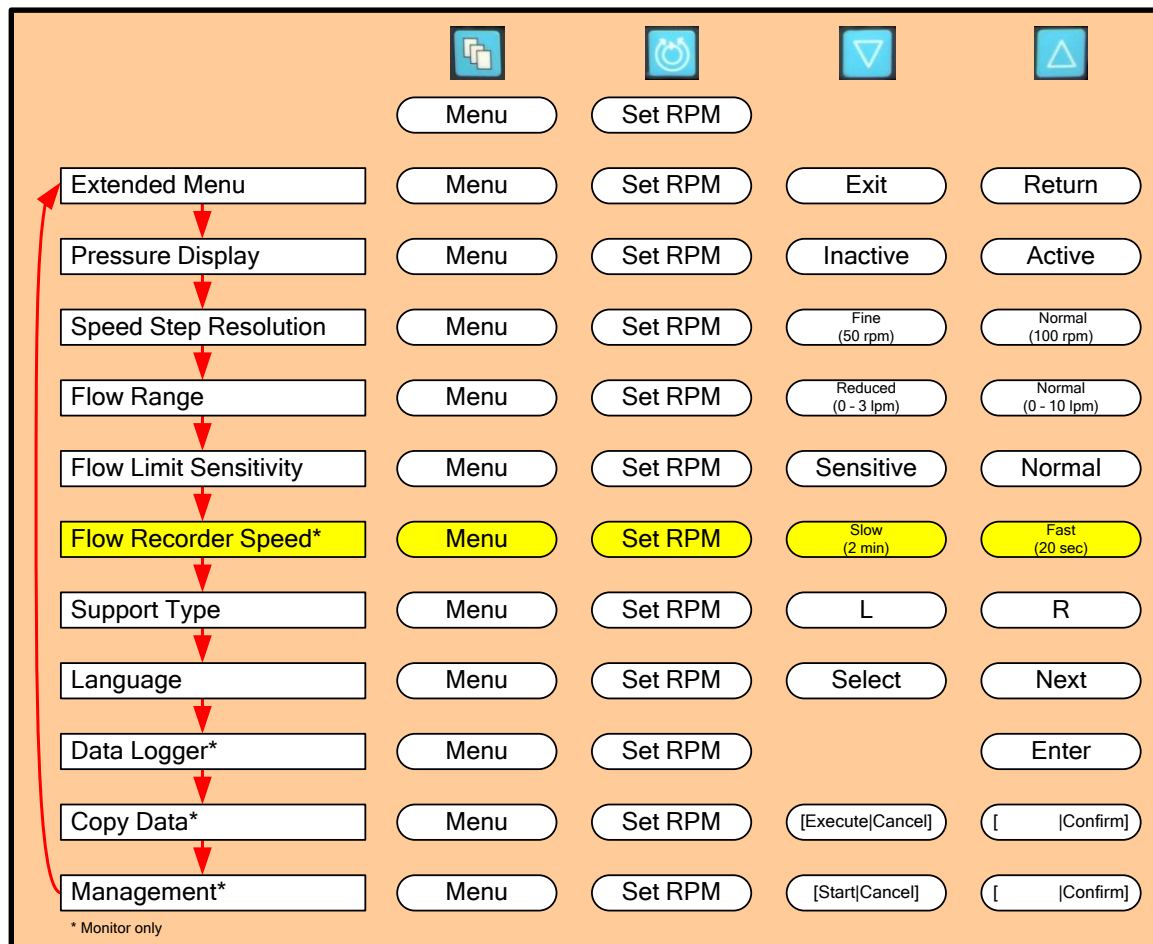 Menu Set RPM
Extended Menu Menu Set RPM Exit Return
Pressure Display Menu Set RPM Inactive Active
Speed Step Resolution Menu Set RPM Fine (50 rpm) Normal (100 rpm)
Flow Range Menu Set RPM Reduced (0 - 3 lpm) Normal (0 - 10 lpm)
Flow Limit Sensitivity Menu Set RPM Sensitive Normal
Flow Recorder Speed* Menu Set RPM Slow (2 min) Fast (20 sec)
Support Type Menu Set RPM L R
Language Menu Set RPM Select Next
Data Logger* Menu Set RPM Enter
Copy Data* Menu Set RPM [Execute|Cancel] [ |Confirm]
Management* Menu Set RPM [Start|Cancel] [ |Confirm]
* Monitor only